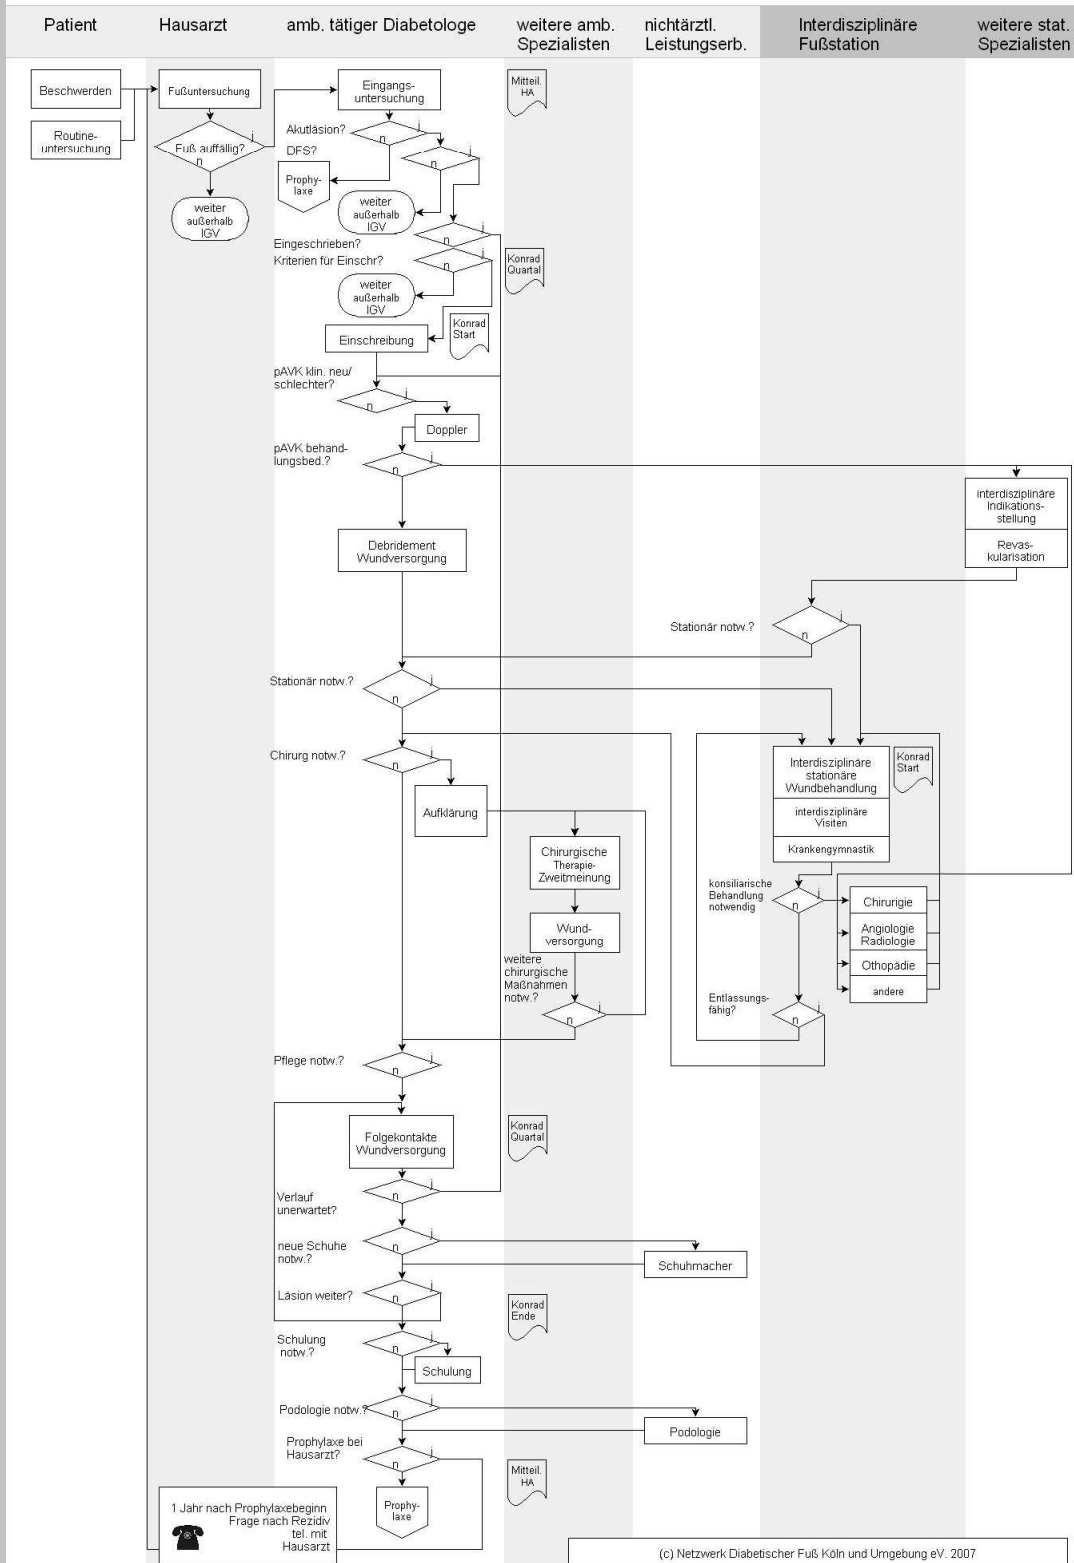 Patient
Hausarzt
amb. tätiger Diabetologe
weitere amb.
Spezialisten
nichtärztl.
Leistungserb.
Interdisziplinäre
Fußstation
weitere stat.
Spezialisten
Beschwerden
Fußuntersuchung
Eingangs-
untersuchung
Mitteil.
HA
Routine-
untersuchung
Fuß auffällig?
j
n
Akutläsion?
j
n
DFS?
j
n
Prophy-
laxe
weiter
außerhalb
IGV
weiter
außerhalb
IGV
Eingeschrieben?
j
n
Kriterien für Einschr?
j
n
Konrad
Quartal
weiter
außerhalb
IGV
Einschreibung
Konrad
Start
pAVK klin. neu/
schlechter?
j
n
Doppler
pAVK behand-
lungsbed.?
j
n
interdisziplinäre
Indikations-
stellung
Revas-
kularisation
Debridement
Wundversorgung
Stationär notw.?
j
n
Stationär notw.?
j
n
Chirurg notw.?
j
n
Interdisziplinäre
stationäre
Wundbehandlung
interdisziplinäre
Visiten
Krankengymnastik
Konrad
Start
Aufklärung
Chirurgische
Therapie-
Zweitmeinung
Wund-
versorgung
konsiliarische
Behandlung
notwendig
j
n
Chirurigie
Angiologie
Radiologie
Othopädie
andere
weitere
chirurgische
Maßnahmen
notw.?
j
n
Entlassungs-
fähig?
j
n
Pflege notw.?
j
n
Folgekontakte
Wundversorgung
Konrad
Quartal
Verlauf
unerwartet?
j
n
neue Schuhe
notw.?
j
n
Schuhmacher
Läsion weiter?
j
n
Konrad
Ende
Schulung
notw.?
j
n
Schulung
Podologie notw.?
j
n
Podologie
Prophylaxe bei
Hausarzt?
j
n
Mitteil.
HA
Prophy-
laxe
1 Jahr nach Prophylaxebeginn
Frage nach Rezidiv
tel. mit
Hausarzt
(c) Netzwerk Diabetischer Fuß Köln und Umgebung eV. 2007